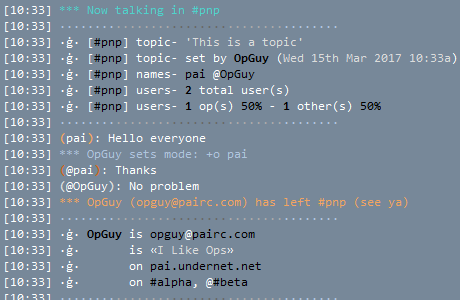 [10:33] *** Now talking in #pnp
[10:33] ·····································
[10:33] ·ġ· [#pnp] topic- 'This is a topic'
[10:33] ·ġ· [#pnp] topic- set by OpGuy (Wed 15th Mar 2017 10:33a)
[10:33] ·ġ· [#pnp] names- pai @OpGuy
[10:33] ·ġ· [#pnp] users- 2 total user(s)
[10:33] ·ġ· [#pnp] users- 1 op(s) 50% - 1 other(s) 50%
[10:33] ·····································
[10:33] (pai): Hello everyone
[10:33] *** OpGuy sets mode: +o pai
[10:33] (@pai): Thanks
[10:33] (@OpGuy): No problem
[10:33] *** OpGuy (opguy@pairc.com) has left #pnp (see ya)
[10:33] ·····································
[10:33] ·ġ· OpGuy is opguy@pairc.com
[10:33] ·ġ· is «I Like Ops»
[10:33] ·ġ· on pai.undernet.net
[10:33] ·ġ· on #alpha, @#beta